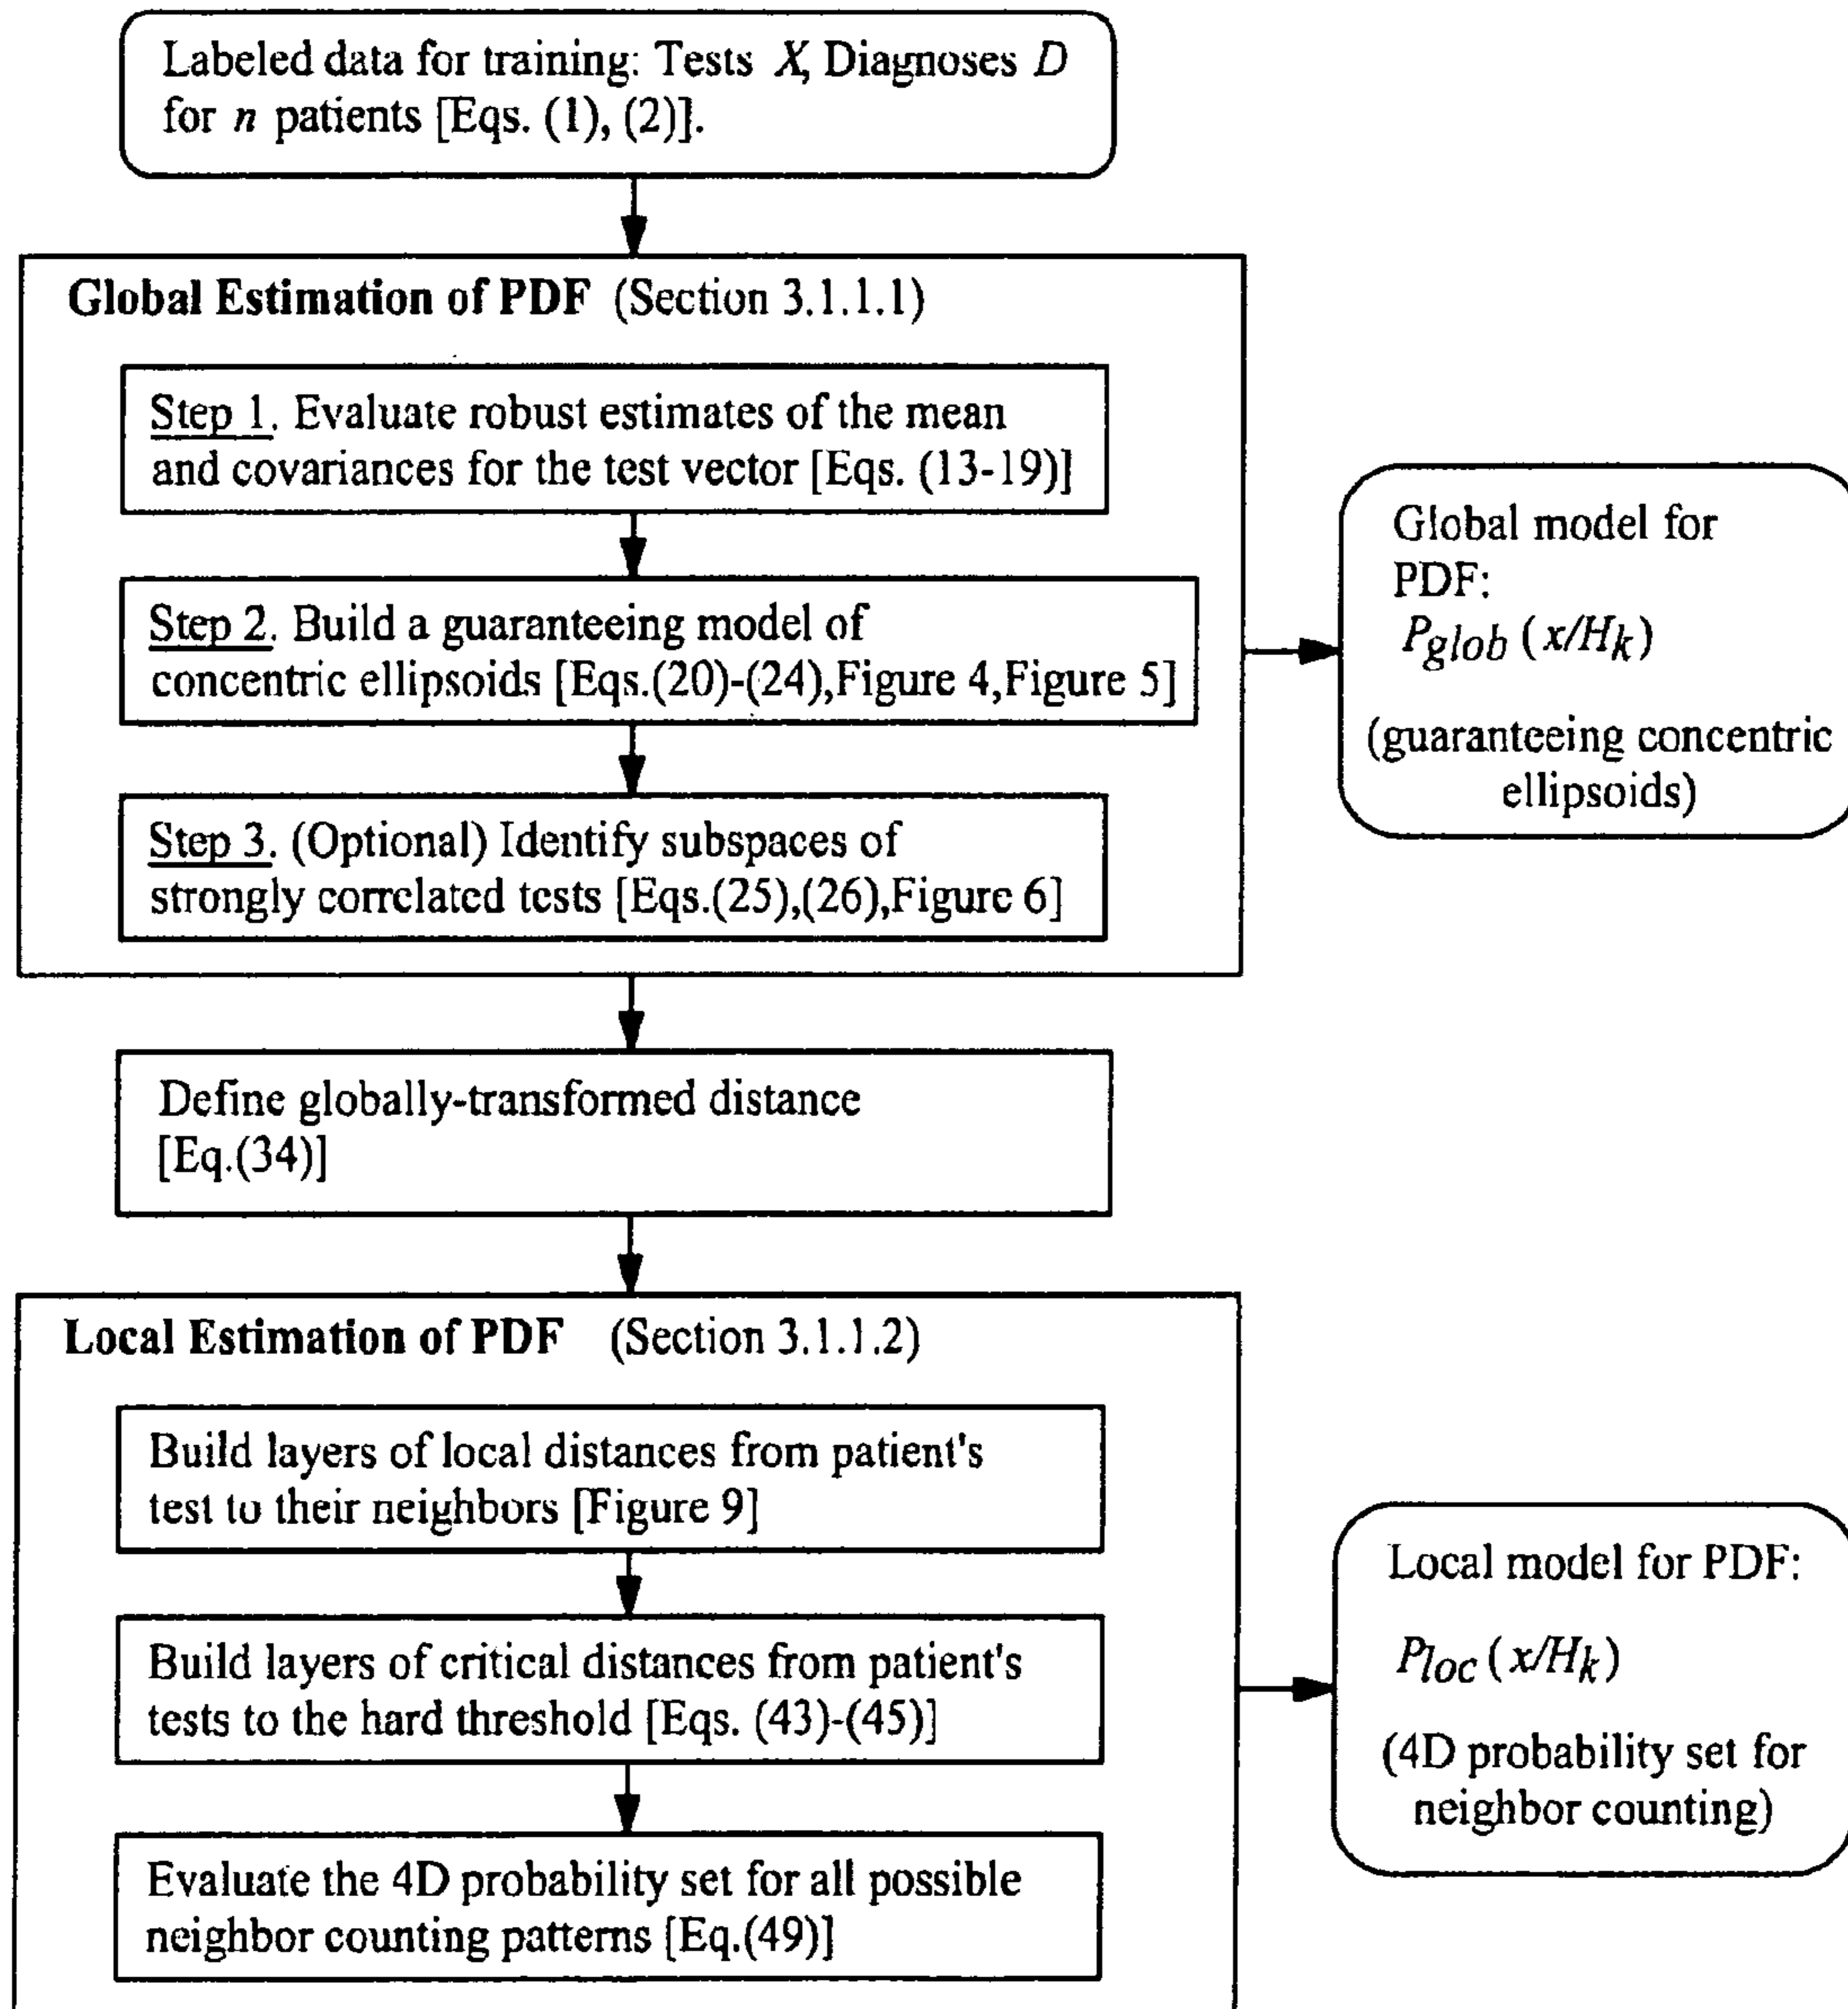 Labeled data for training: Tests X, Diagnoses D
for n patients [Eqs. (1), (2)].
Global Estimation of PDF (Section 3.1.1.1)
Step 1. Evaluate robust estimates of the mean
and covariances for the test vector [Eqs. (13-19)]
Step 2. Build a guaranteeing model of
concentric ellipsoids [Eqs.(20)-(24),Figure 4,Figure 5]
Step 3. (Optional) Identify subspaces of
strongly correlated tests [Eqs.(25),(26),Figure 6]
Global model for
PDF:
P_glob (x/H_k)
(guaranteeing concentric
ellipsoids)
Define globally-transformed distance
[Eq.(34)]
Local Estimation of PDF (Section 3.1.1.2)
Build layers of local distances from patient's
test to their neighbors [Figure 9]
Build layers of critical distances from patient's
tests to the hard threshold [Eqs. (43)-(45)]
Evaluate the 4D probability set for all possible
neighbor counting patterns [Eq.(49)]
Local model for PDF:
P_loc (x/H_k)
(4D probability set for
neighbor counting)